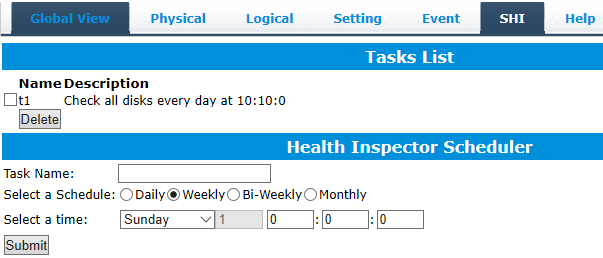 Global View Physical Logical Setting Event SHI Help
Tasks List
Name Description
t1 Check all disks every day at 10:10:0
Delete
Health Inspector Scheduler
Task Name:
Select a Schedule: Daily Weekly Bi-Weekly Monthly
Select a time: Sunday 1 0 : 0 : 0
Submit